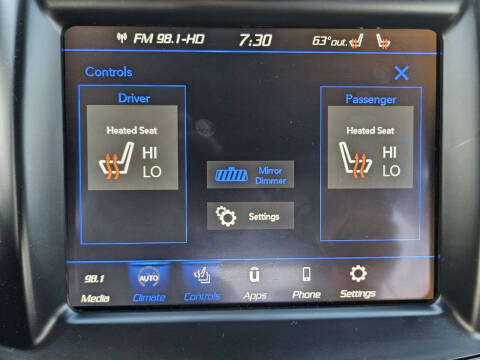 FM 98.1-HD 7:30 63°out.
Controls
Driver
Passenger
Heated Seat
HI
LO
Heated Seat
HI
LO
Mirror
Dimmer
Settings
98.1
Media
AUTO
Climate
Controls
Apps
Phone
Settings